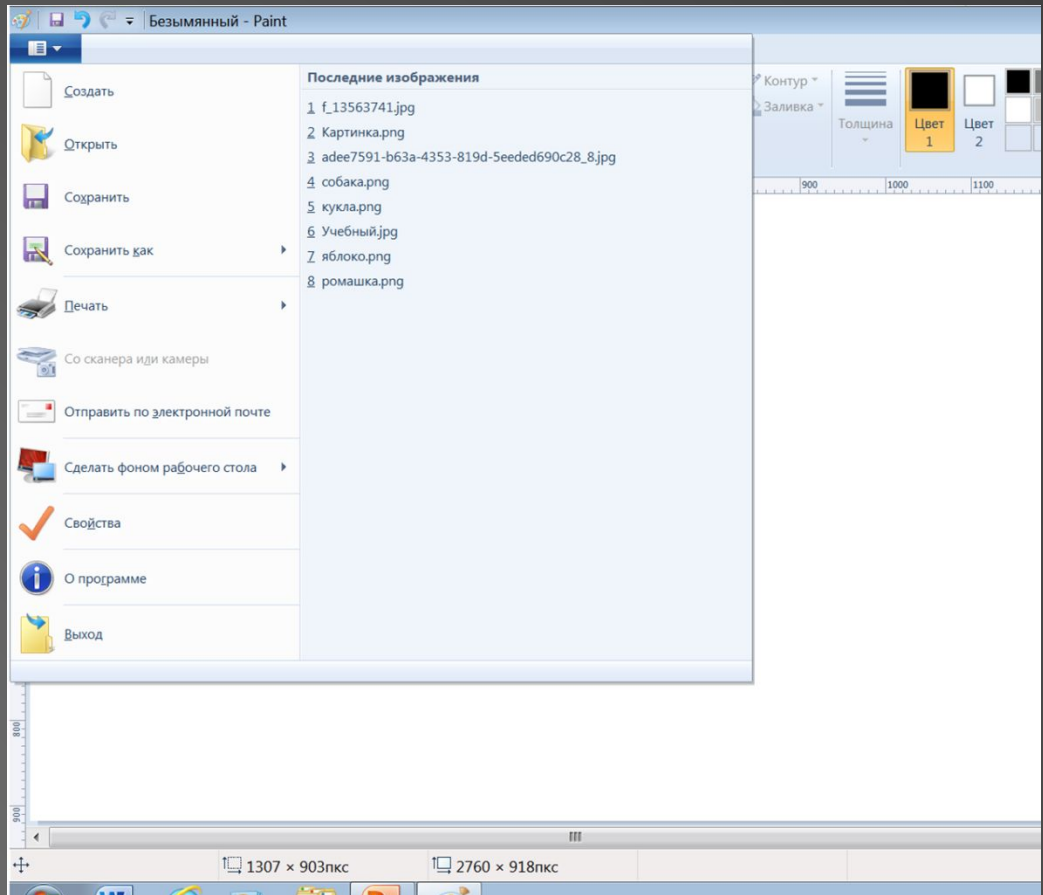 Безымянный - Paint
Создать
Открыть
Сохранить
Сохранить как
Печать
Со сканера или камеры
Отправить по электронной почте
Сделать фоном рабочего стола
Свойства
О программе
Выход
Последние изображения
1 f_13563741.jpg
2 Картинка.png
3 adee7591-b63a-4353-819d-5eeded690c28_8.jpg
4 собака.png
5 кукла.png
6 Учебный.jpg
7 яблоко.png
8 ромашка.png
Контур
Заливка
Толщина
Цвет
1
Цвет
2
900
1000
1100
800
900
1307 × 903пкс
2760 × 918пкс